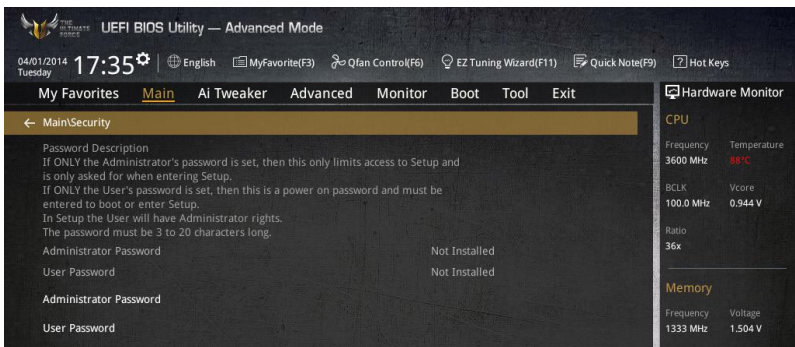 THE ULTIMATE FORCE
UEFI BIOS Utility — Advanced Mode
04/01/2014 Tuesday 17:35
English
MyFavorite(F3)
Qfan Control(F6)
EZ Tuning Wizard(F11)
Quick Note(F9)
? Hot Keys
My Favorites
Main
Ai Tweaker
Advanced
Monitor
Boot
Tool
Exit
← Main\Security
Password Description
If ONLY the Administrator's password is set, then this only limits access to Setup and
is only asked for when entering Setup.
If ONLY the User's password is set, then this is a power on password and must be
entered to boot or enter Setup.
In Setup the User will have Administrator rights.
The password must be 3 to 20 characters long.
Administrator Password Not Installed
User Password Not Installed
Administrator Password
User Password
Hardware Monitor
CPU
Frequency Temperature
3600 MHz 88°C
BCLK Vcore
100.0 MHz 0.944 V
Ratio
36x
Memory
Frequency Voltage
1333 MHz 1.504 V